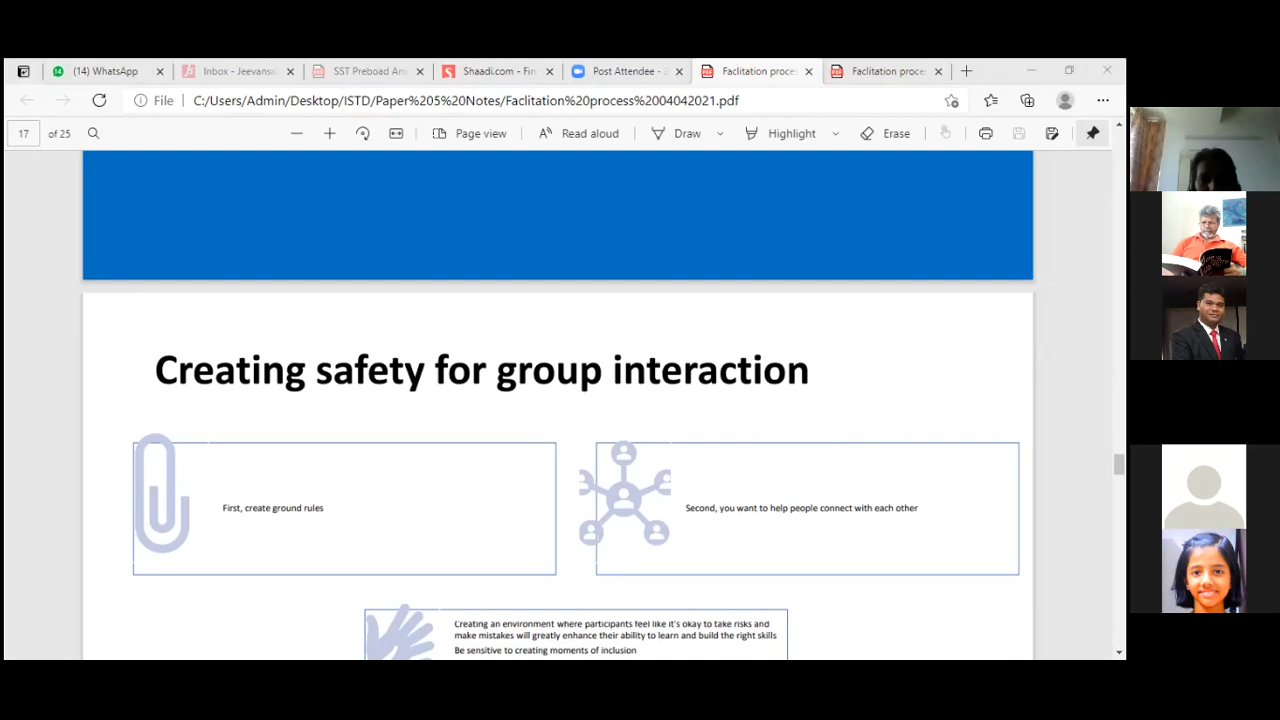 (14) WhatsApp
Inbox - Jeevansa
SST Preboad Ans
Shaadi.com - Fin
Post Attendee - Z
Faclitation proces
Faclitation proces
File
C:/Users/Admin/Desktop/ISTD/Paper%205%20Notes/Faclitation%20process%2004042021.pdf
17 of 25
Page view
Read aloud
Draw
Highlight
Erase
Creating safety for group interaction
First, create ground rules
Second, you want to help people connect with each other
Creating an environment where participants feel like it's okay to take risks and
make mistakes will greatly enhance their ability to learn and build the right skills
Be sensitive to creating moments of inclusion